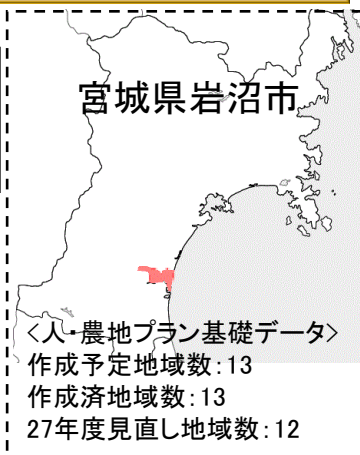 宮城県岩沼市
<人・農地プラン基礎データ>
作成予定地域数:13
作成済地域数:13
27年度見直し地域数:12